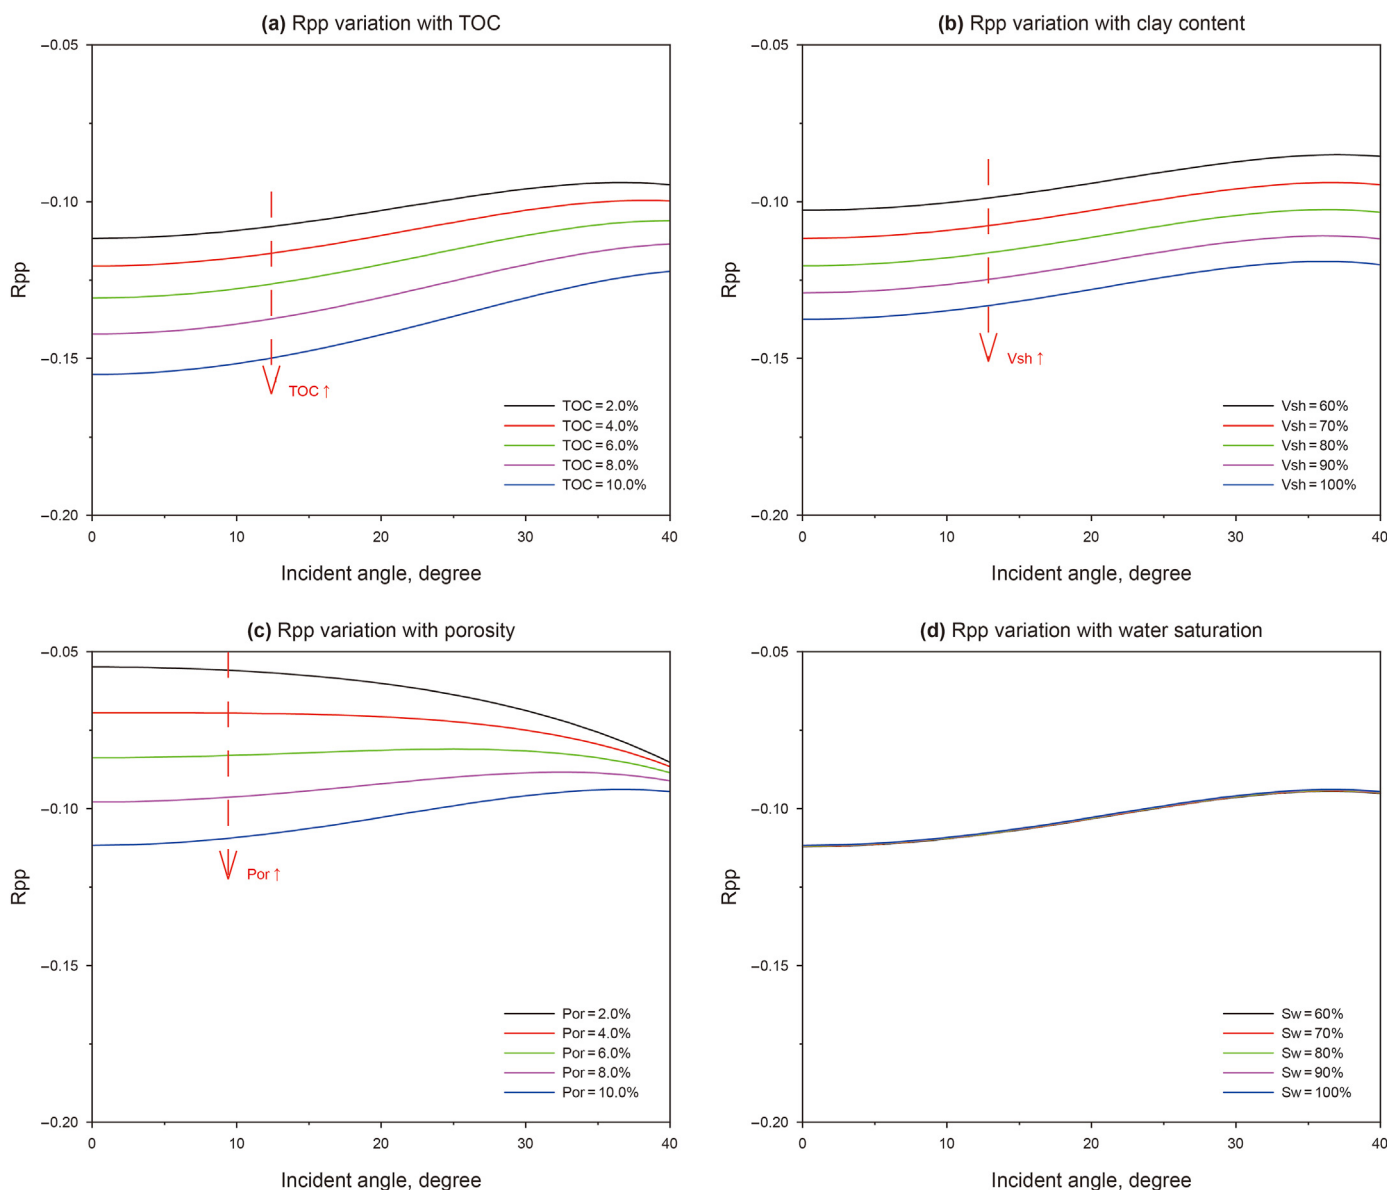 (a) Rpp variation with TOC
–0.05
–0.10
–0.15
–0.20
Rpp
0
10
20
30
40
Incident angle, degree
TOC ↑
TOC = 2.0%
TOC = 4.0%
TOC = 6.0%
TOC = 8.0%
TOC = 10.0%
(b) Rpp variation with clay content
–0.05
–0.10
–0.15
–0.20
Rpp
0
10
20
30
40
Incident angle, degree
Vsh ↑
Vsh = 60%
Vsh = 70%
Vsh = 80%
Vsh = 90%
Vsh = 100%
(c) Rpp variation with porosity
–0.05
–0.10
–0.15
–0.20
Rpp
0
10
20
30
40
Incident angle, degree
Por ↑
Por = 2.0%
Por = 4.0%
Por = 6.0%
Por = 8.0%
Por = 10.0%
(d) Rpp variation with water saturation
–0.05
–0.10
–0.15
–0.20
Rpp
0
10
20
30
40
Incident angle, degree
Sw = 60%
Sw = 70%
Sw = 80%
Sw = 90%
Sw = 100%